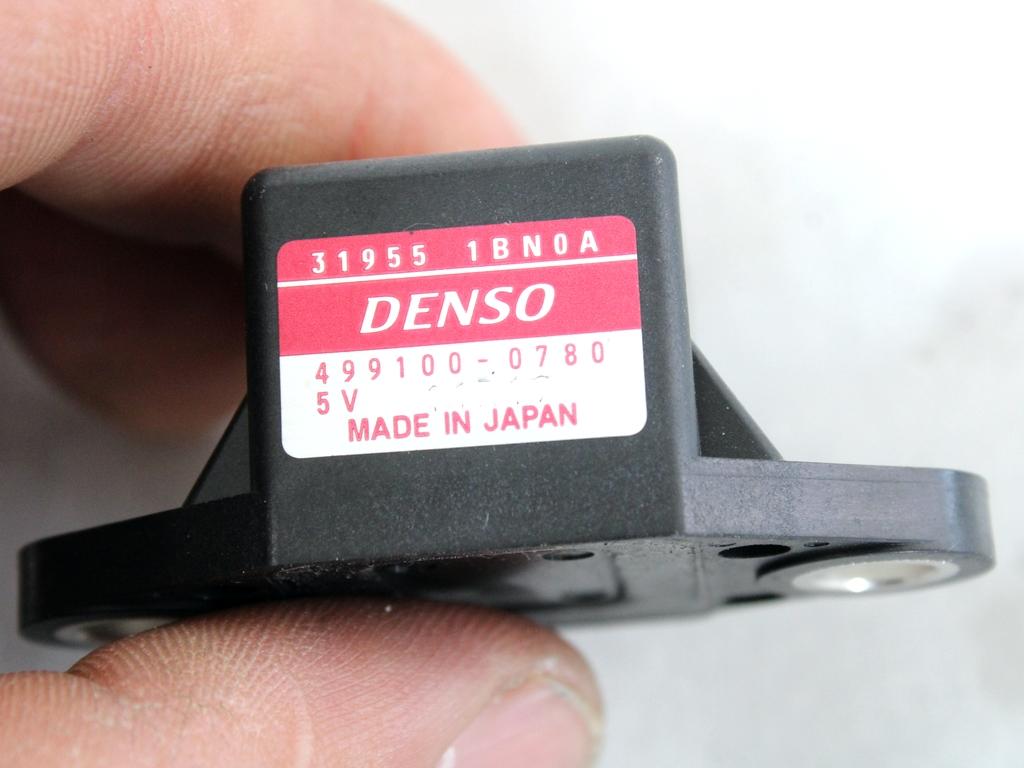 31955 1BN0A
DENSO
499100-0780
5V
MADE IN JAPAN